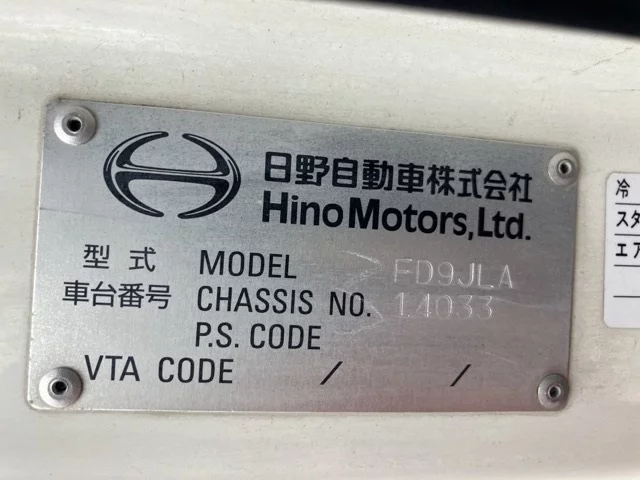 日野自動車株式会社
Hino Motors, Ltd.
型式 MODEL FD9JLA
車台番号 CHASSIS NO. 14033
P.S. CODE
VTA CODE / /
冷
スタ
エア